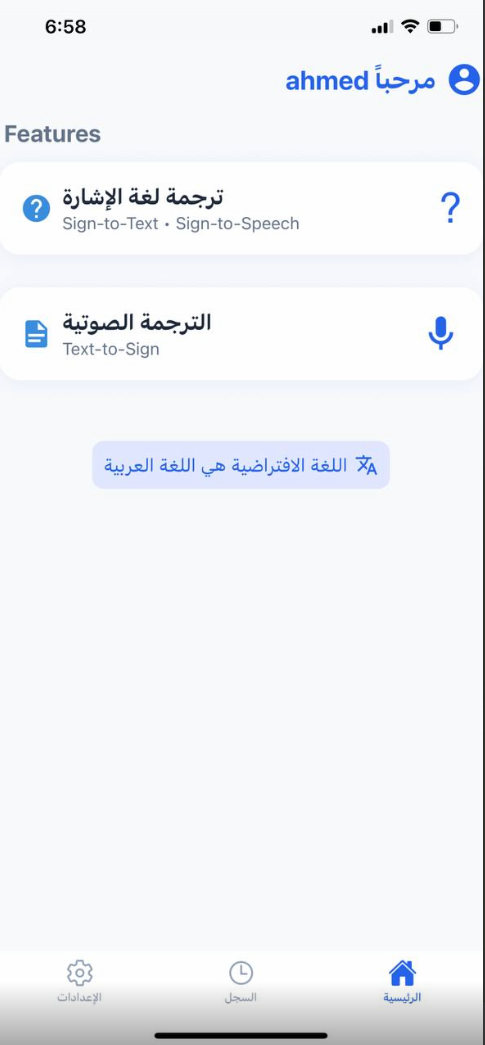 6:58
مرحباً ahmed
Features
ترجمة لغة الإشارة
Sign-to-Text • Sign-to-Speech
الترجمة الصوتية
Text-to-Sign
اللغة الافتراضية هي اللغة العربية
الرئيسية
السجل
الإعدادات